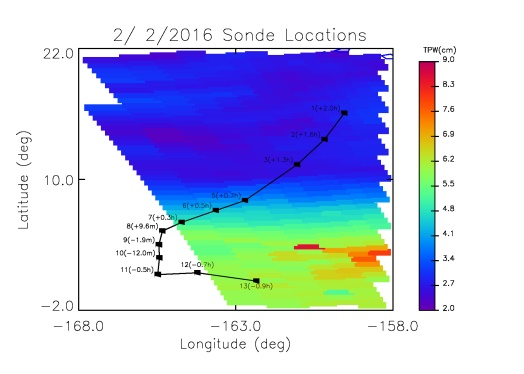 2/ 2/2016 Sonde Locations
TPW(cm)
22.0
10.0
-2.0
Latitude (deg)
1(+2.0h)
2(+1.8h)
3(+1.3h)
6(+0.5h)
7(+0.3h)
8(+9.6m)
9(-1.9m)
10(-12.0m)
11(-0.5h)
12(-0.7h)
13(-0.9h)
-168.0
-163.0
-158.0
Longitude (deg)
9.0
8.3
7.6
6.9
6.2
5.5
4.8
4.1
3.4
2.7
2.0